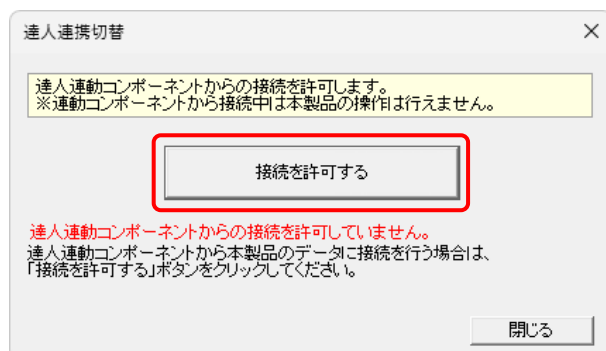 達人連携切替
達人連動コンポーネントからの接続を許可します。
※連動コンポーネントから接続中は本製品の操作は行えません。
接続を許可する
達人連動コンポーネントからの接続を許可していません。
達人連動コンポーネントから本製品のデータに接続を行う場合は、
「接続を許可する」ボタンをクリックしてください。
閉じる